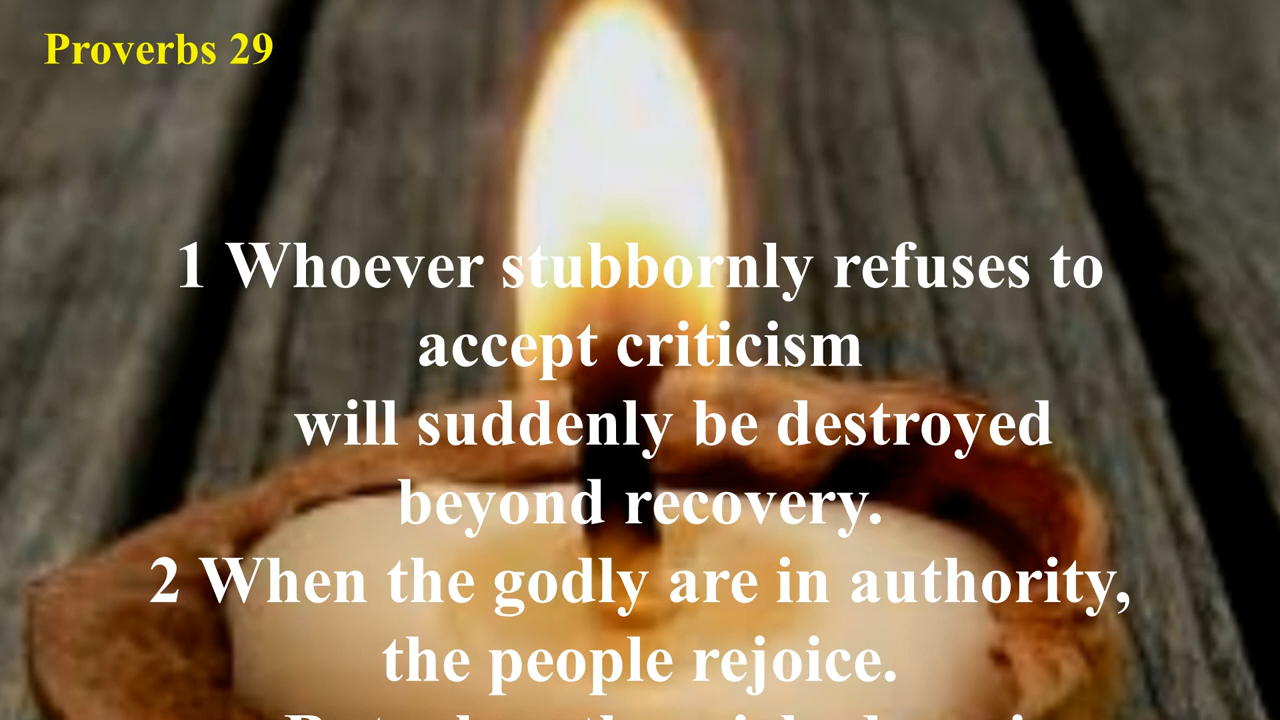 Proverbs 29
1 Whoever stubbornly refuses to
accept criticism
will suddenly be destroyed
beyond recovery.
2 When the godly are in authority,
the people rejoice.